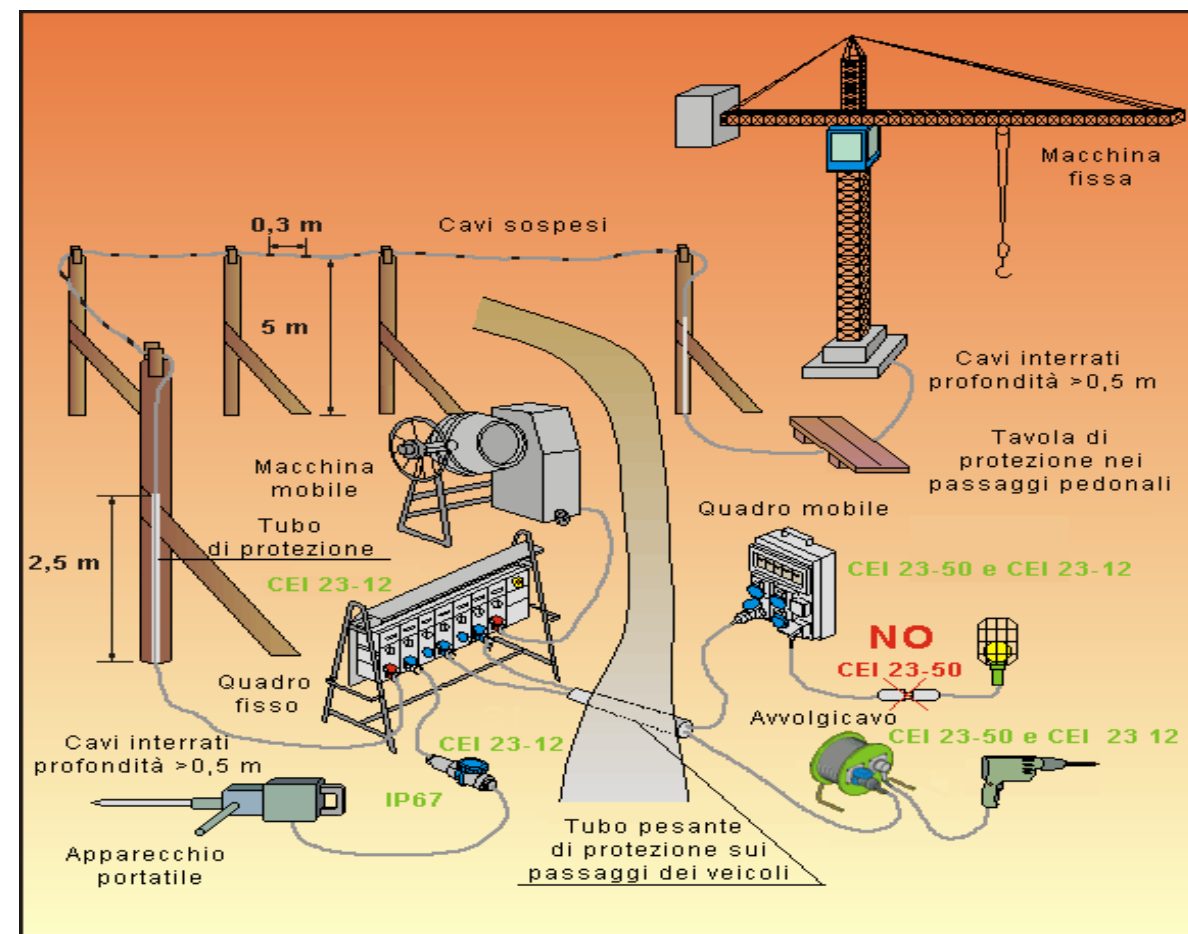 Macchina
fissa
0,3 m
Cavi sospesi
5 m
Cavi interrati
profondità >0,5 m
Tavola di
protezione nei
passaggi pedonali
Macchina
mobile
Quadro mobile
Tubo
di protezione
2,5 m
CEI 23-12
CEI 23-50 e CEI 23-12
NO
CEI 23-50
Quadro
fisso
Avvolgicavo
CEI 23-12
CEI 23-50 e CEI 23 12
Cavi interrati
profondità >0,5 m
IP67
Tubo pesante
di protezione sui
passaggi dei veicoli
Apparecchio
portatile